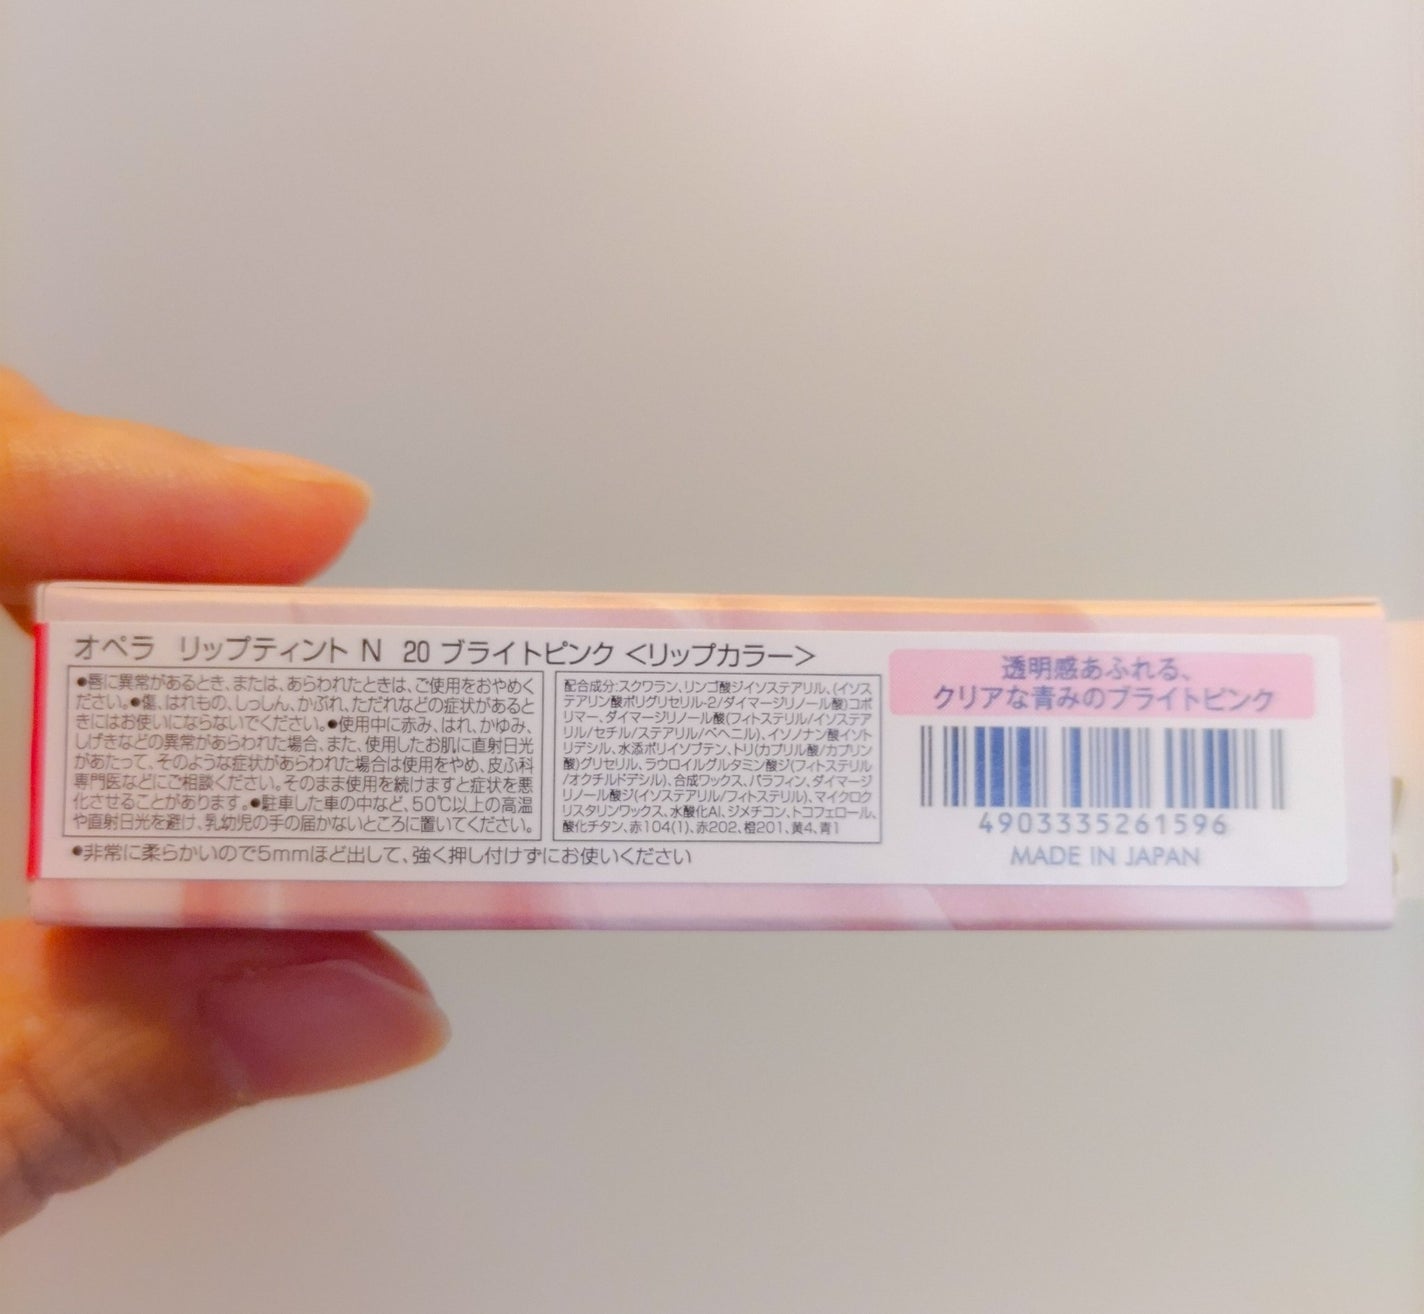 オペラ リップティント N 20 ブライトピンク <リップカラー>
●唇に異常があるとき、または、あらわれたときは、ご使用をおやめく
ださい。●傷、はれもの、しっしん、かぶれ、ただれなどの症状があると
きにはお使いにならないでください。●使用中に赤み、はれ、かゆみ、
しげきなどの異常があらわれた場合、また、使用したお肌に直射日光
があたって、そのような症状があらわれた場合は使用をやめ、皮ふ科
専門医などにご相談ください。そのまま使用を続けますと症状を悪
化させることがあります。●駐車した車の中など、50℃以上の高温
や直射日光を避け、乳幼児の手の届かないところに置いてください。
●非常に柔らかいので5mmほど出して、強く押し付けずにお使いください
配合成分:スクワラン、リンゴ酸ジイソステアリル、(イソス
テアリン酸ポリグリセリル-2/ダイマージリノール酸)コポ
リマー、ダイマージリノール酸(フィトステリル/イソステア
リル/セチル/ステアリル/ベヘニル)、イソノナン酸イソト
リデシル、水添ポリイソブテン、トリ(カプリル酸/カプリン
酸)グリセリル、ラウロイルグルタミン酸ジ(フィトステリル
/オクチルドデシル)、合成ワックス、パラフィン、ダイマージ
リノール酸ジ(イソステアリル/フィトステリル)、マイクロク
リスタリンワックス、水酸化Al、ジメチコン、トコフェロール、
酸化チタン、赤104(1)、赤202、橙201、黄4、青1
透明感あふれる、
クリアな青みのブライトピンク
4903335261596
MADE IN JAPAN